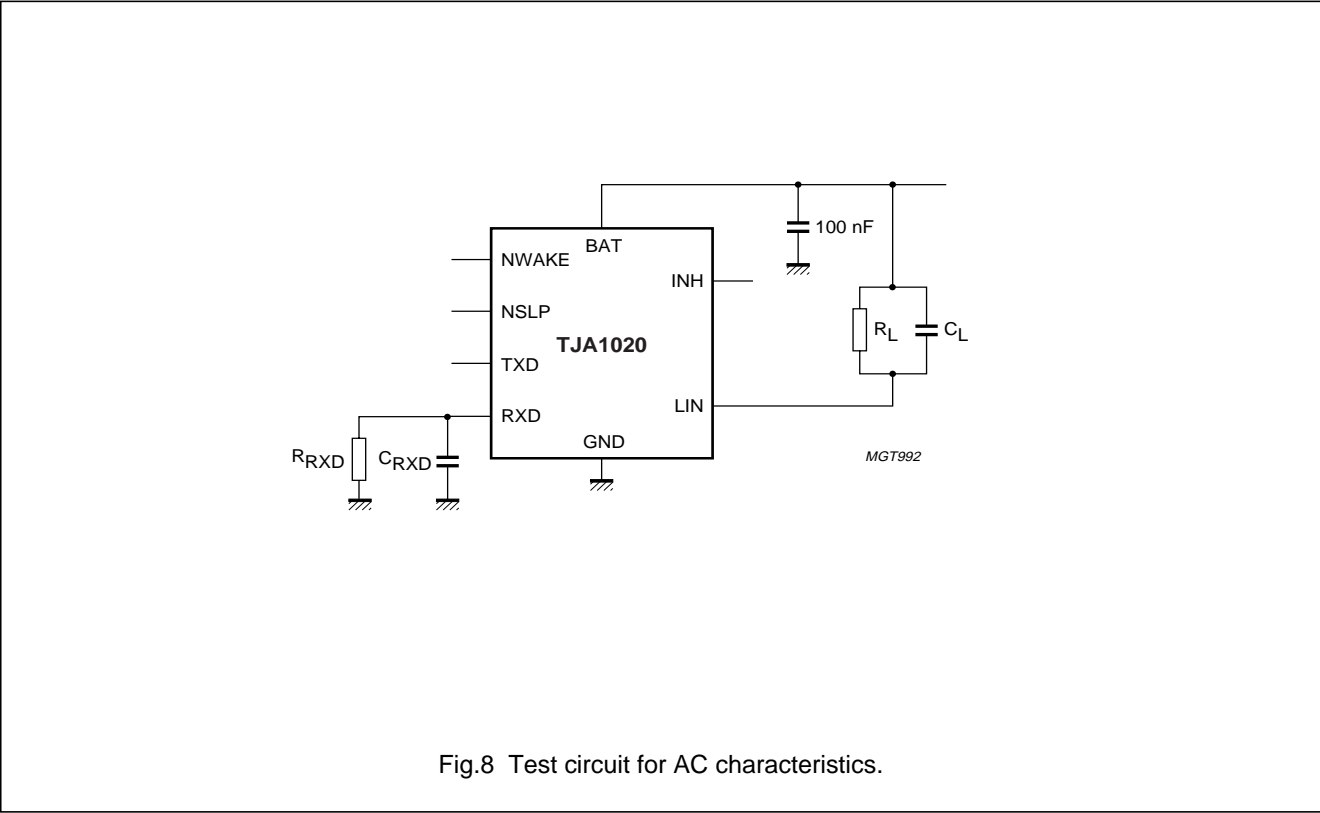 BAT
100 nF
NWAKE
INH
NSLP
R_L
C_L
TJA1020
TXD
LIN
RXD
GND
R_RXD
C_RXD
MGT992
Fig.8 Test circuit for AC characteristics.